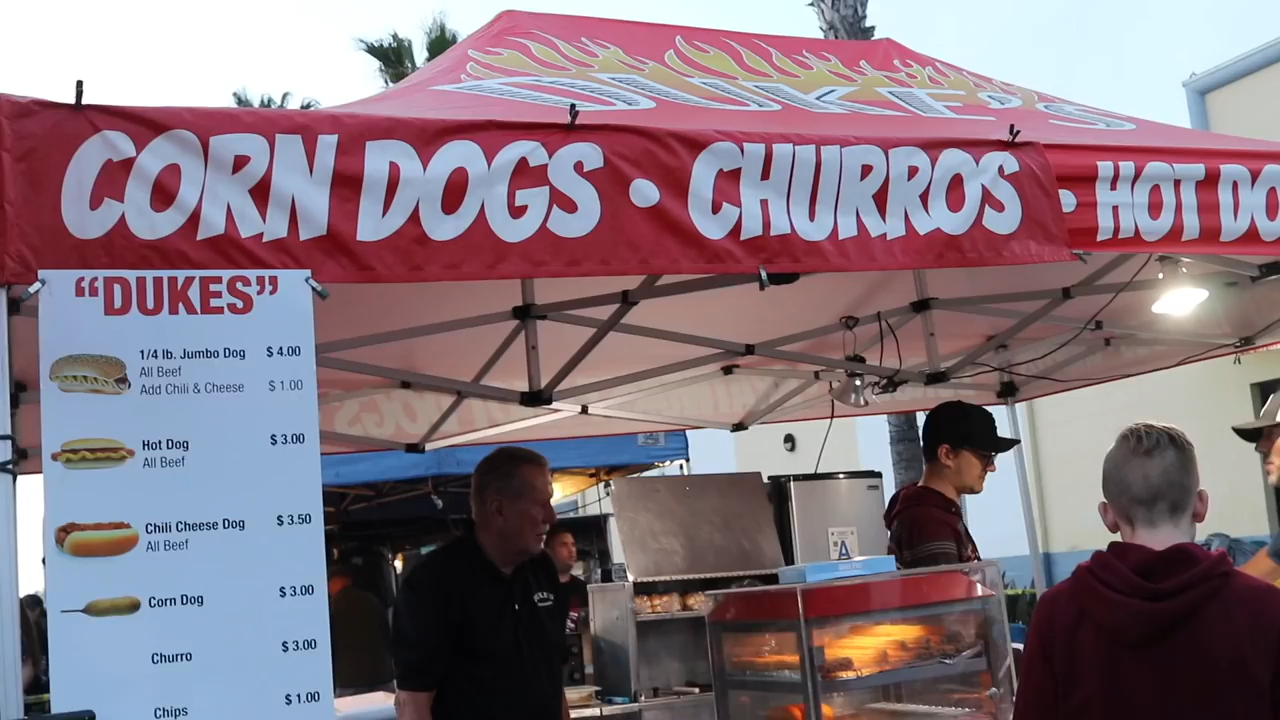 DUKE'S
CORN DOGS • CHURROS • HOT DO
"DUKES"
1/4 lb. Jumbo Dog $ 4.00
All Beef
Add Chili & Cheese $ 1.00
Hot Dog $ 3.00
All Beef
Chili Cheese Dog $ 3.50
All Beef
Corn Dog $ 3.00
Churro $ 3.00
Chips $ 1.00
A